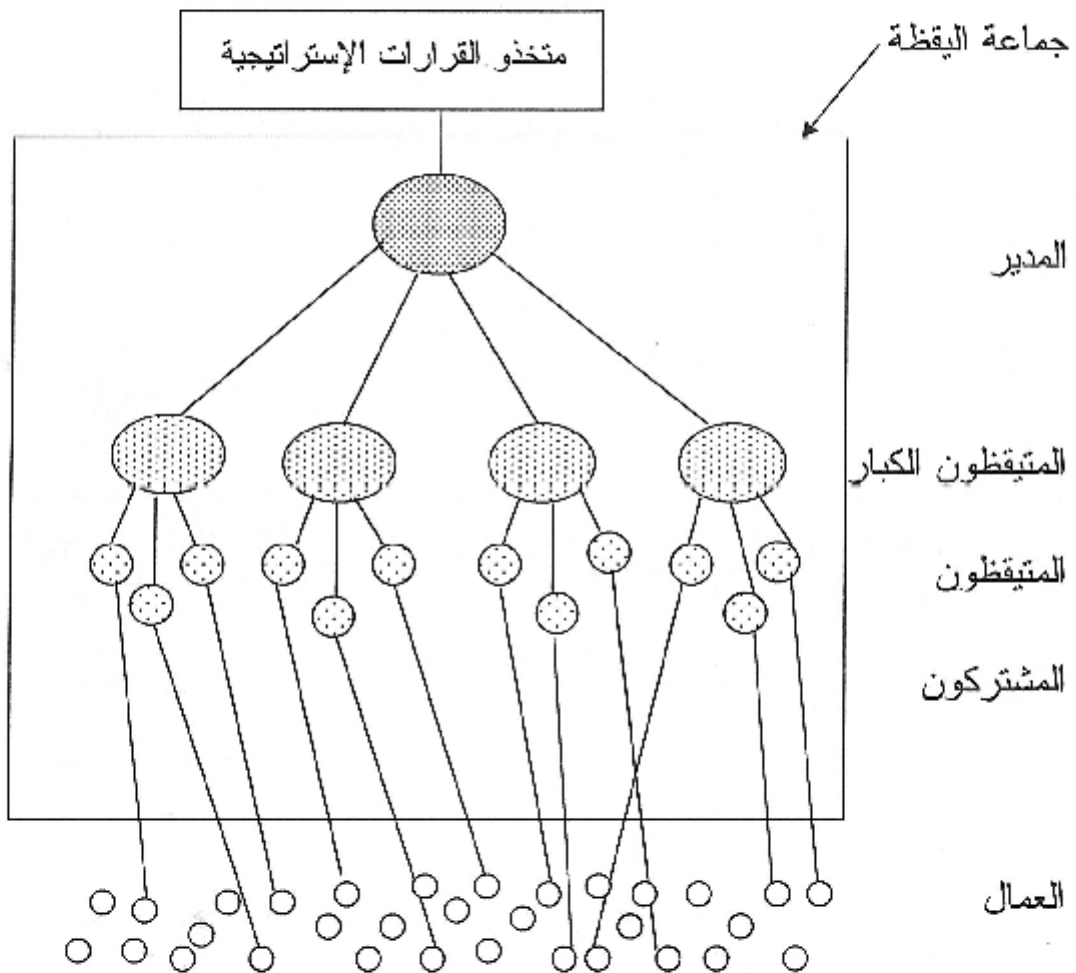 متخذو القرارات الإستراتيجية
جماعة اليقظة
المدير
المتيقظون الكبار
المتيقظون
المشتركون
العمال